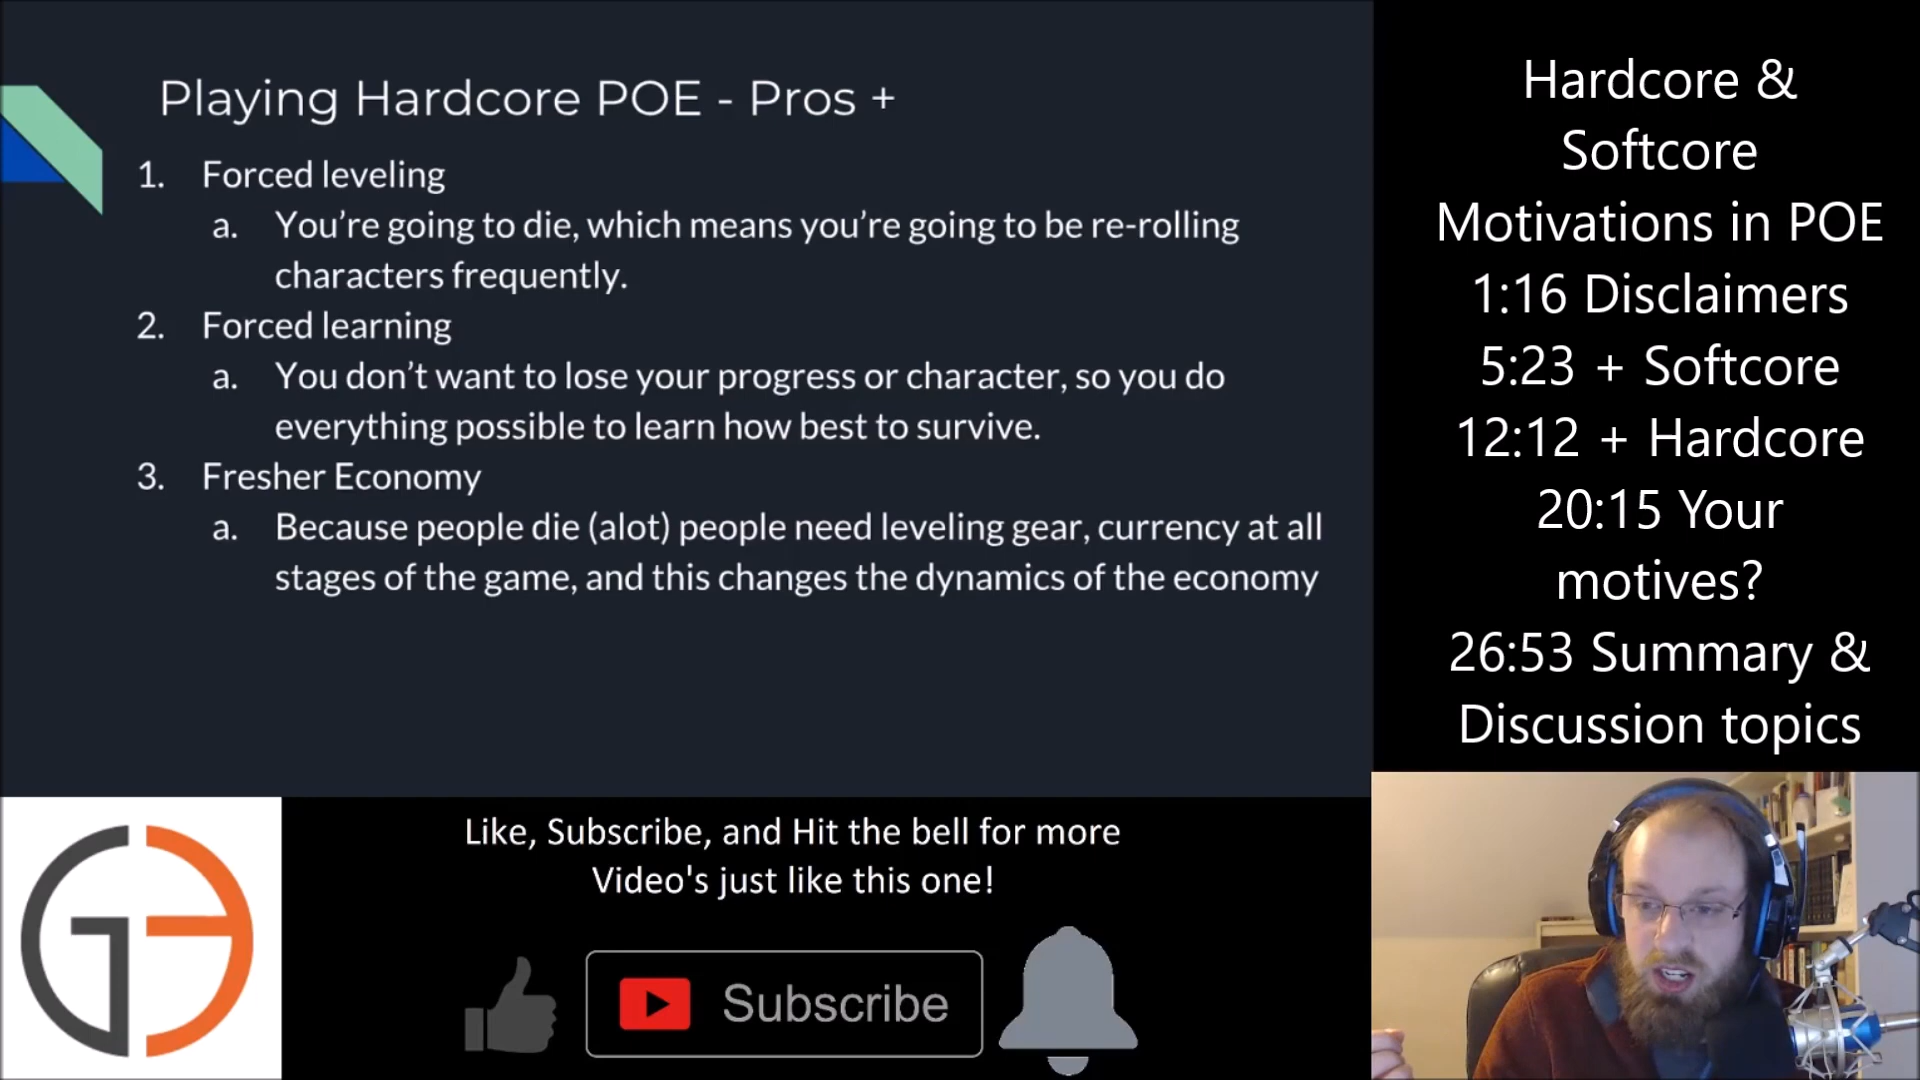 Playing Hardcore POE - Pros +
1. Forced leveling
a. You’re going to die, which means you’re going to be re-rolling
characters frequently.
2. Forced learning
a. You don’t want to lose your progress or character, so you do
everything possible to learn how best to survive.
3. Fresher Economy
a. Because people die (alot) people need leveling gear, currency at all
stages of the game, and this changes the dynamics of the economy
Hardcore &
Softcore
Motivations in POE
1:16 Disclaimers
5:23 + Softcore
12:12 + Hardcore
20:15 Your
motives?
26:53 Summary &
Discussion topics
Like, Subscribe, and Hit the bell for more
Video's just like this one!
Subscribe